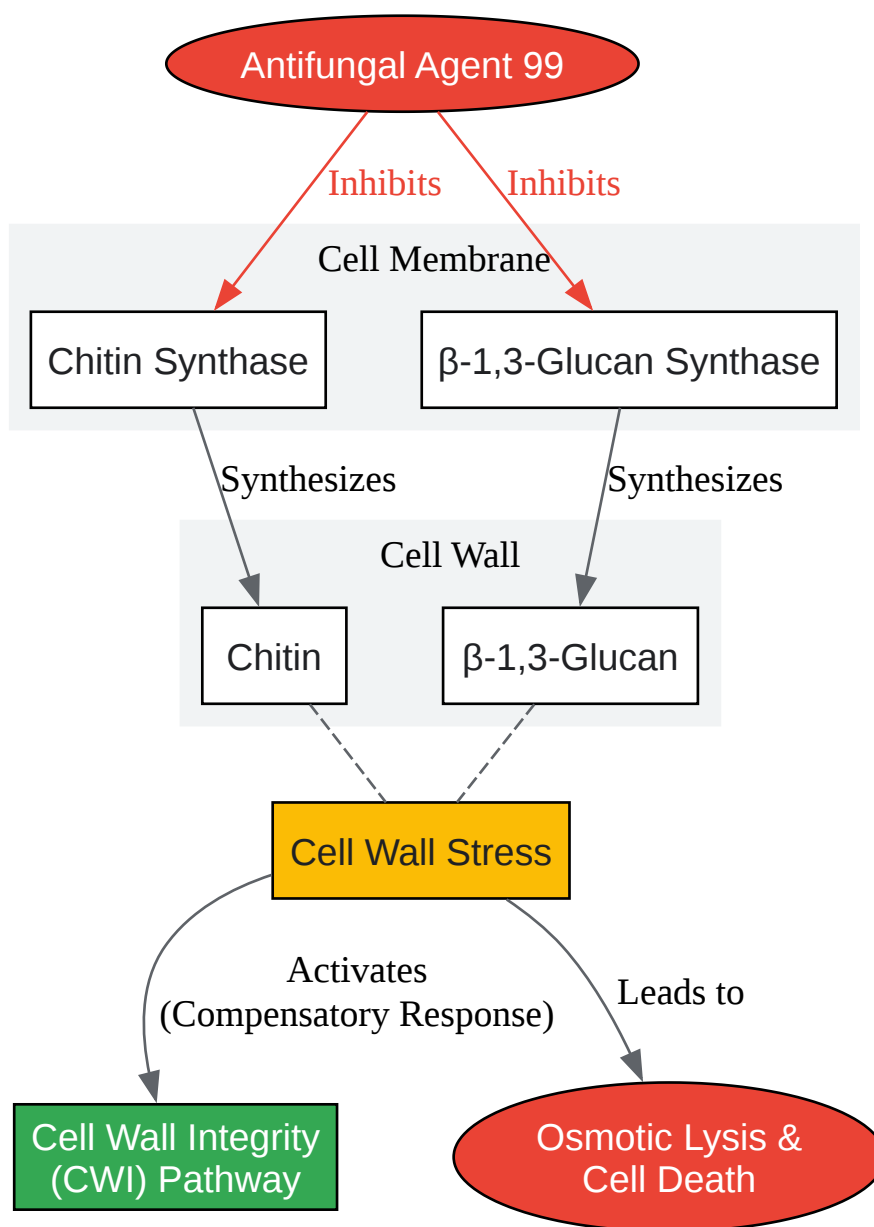 Antifungal Agent 99
Inhibits
Inhibits
Cell Membrane
Chitin Synthase
β-1,3-Glucan Synthase
Synthesizes
Synthesizes
Cell Wall
Chitin
β-1,3-Glucan
Cell Wall Stress
Activates
(Compensatory Response)
Leads to
Cell Wall Integrity
(CWI) Pathway
Osmotic Lysis &
Cell Death